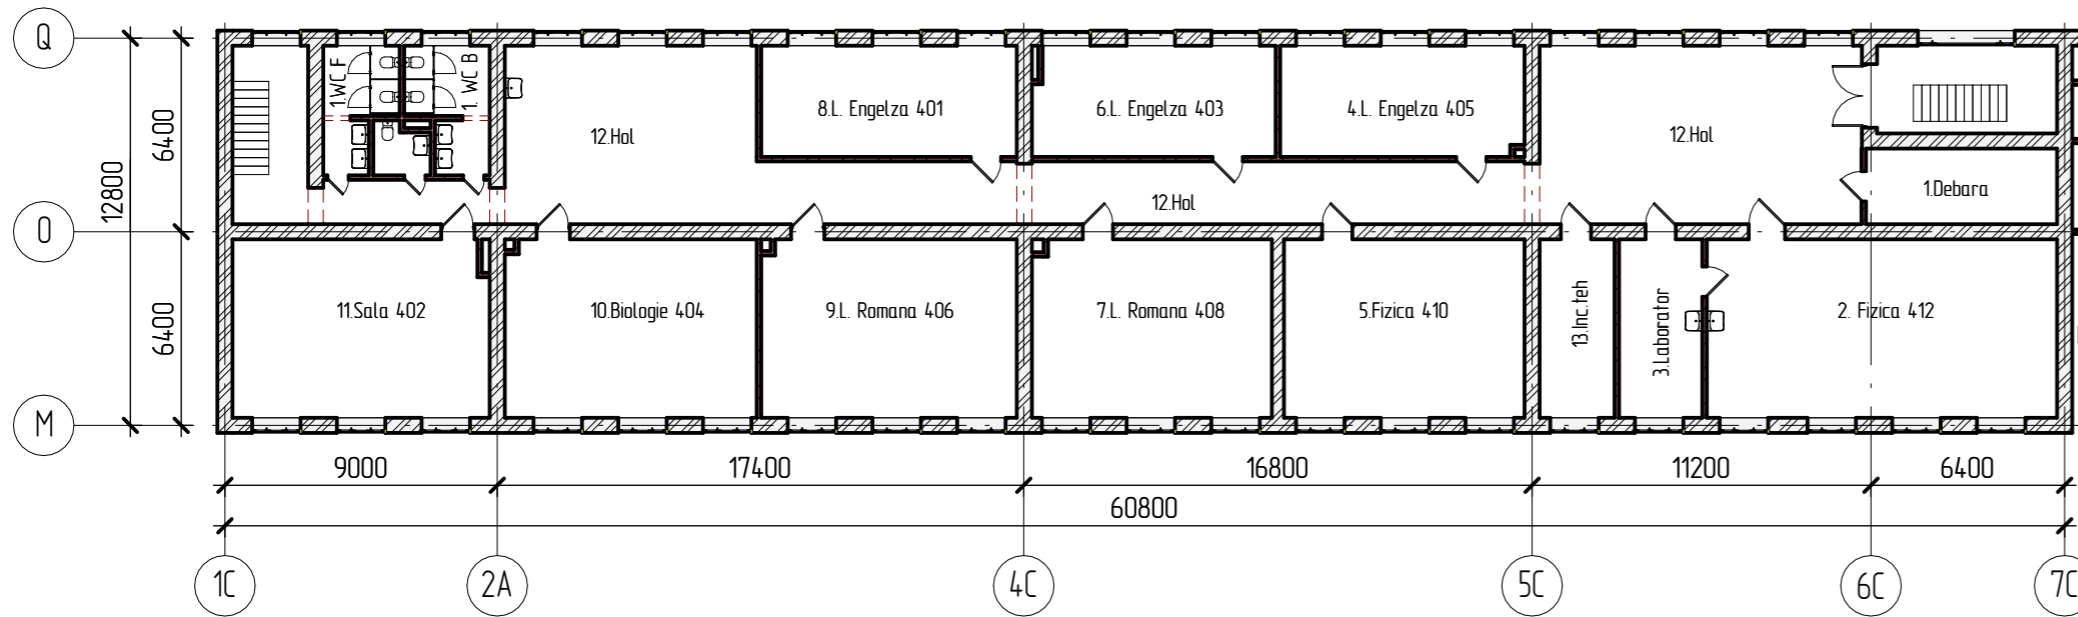 Q
O
M
12800
6400
6400
1.WC F
1. WC B
12.Hol
8.L. Engelza 401
6.L. Engelza 403
4.L. Engelza 405
12.Hol
12.Hol
1.Debara
11.Sala 402
10.Biologie 404
9.L. Romana 406
7.L. Romana 408
5.Fizica 410
13.Inc.teh
3.Laborator
2. Fizica 412
9000
17400
16800
11200
6400
60800
1C
2A
4C
5C
6C
7C